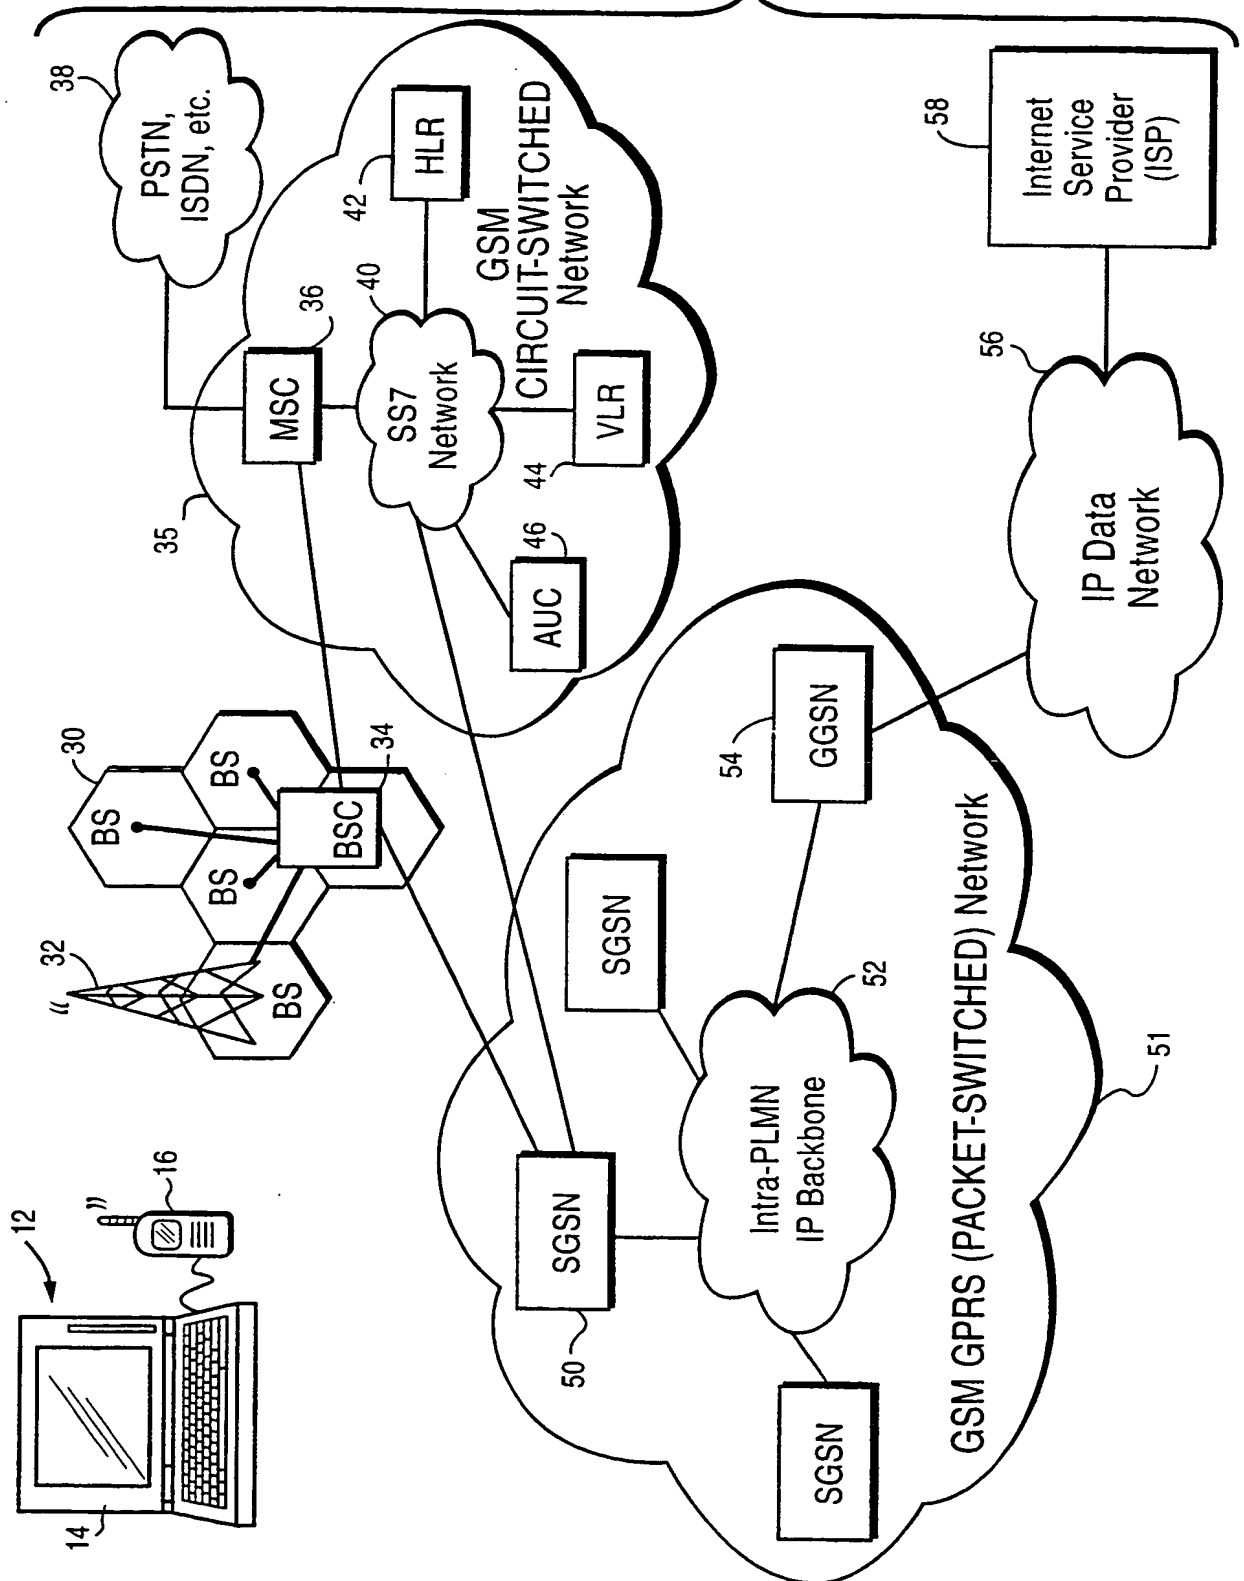 12
14
16
32
30
BS
BS
BS
BS
BSC
34
35
MSC
36
PSTN,
ISDN, etc.
38
SS7
Network
40
HLR
42
VLR
44
AUC
46
GSM
CIRCUIT-SWITCHED
Network
SGSN
50
SGSN
SGSN
Intra-PLMN
IP Backbone
52
GGSN
54
GSM GPRS (PACKET-SWITCHED) Network
51
IP Data
Network
56
Internet
Service
Provider
(ISP)
58